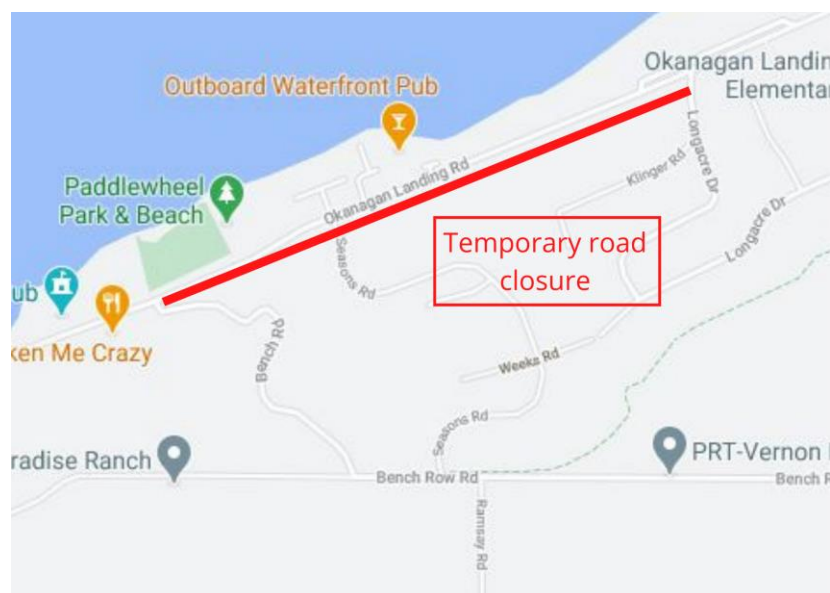 Okanagan Landin
Elementa
Outboard Waterfront Pub
Longacre Dr
Klinger Rd
Okanagan Landing Rd
Paddlewheel
Park & Beach
Longacre Dr
Temporary road
closure
Seasons Rd
ub
Bench Rd
ken Me Crazy
Weeks Rd
Seasons Rd
radise Ranch
PRT-Vernon
Bench Row Rd
Bench R
Ramsay Rd